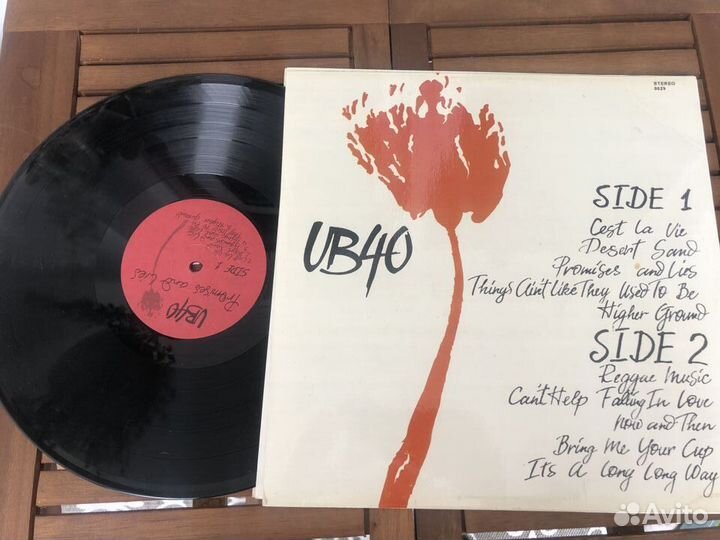 STEREO
8629
UB40
SIDE 1
Cest La Vie
Desert Sand
Promises and Lies
Things Ain't Like They Used To Be
Higher Ground
SIDE 2
Reggae Music
Can't Help Falling In Love
Now and Then
Bring Me Your Cup
It's A Long Long Way
SIDE 1
Promises and Lies
UB40
Avito